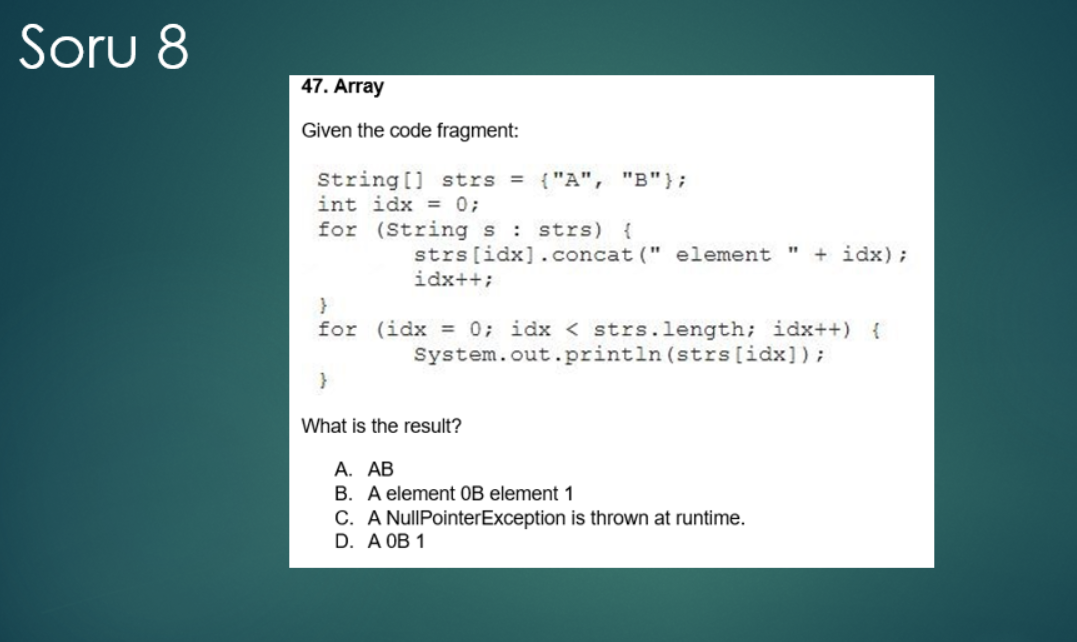 Soru 8
47. Array
Given the code fragment:
String[] strs = {"A", "B"};
int idx = 0;
for (String s : strs) {
strs[idx].concat(" element " + idx);
idx++;
}
for (idx = 0; idx < strs.length; idx++) {
System.out.println(strs[idx]);
}
What is the result?
A. AB
B. A element 0B element 1
C. A NullPointerException is thrown at runtime.
D. A 0B 1